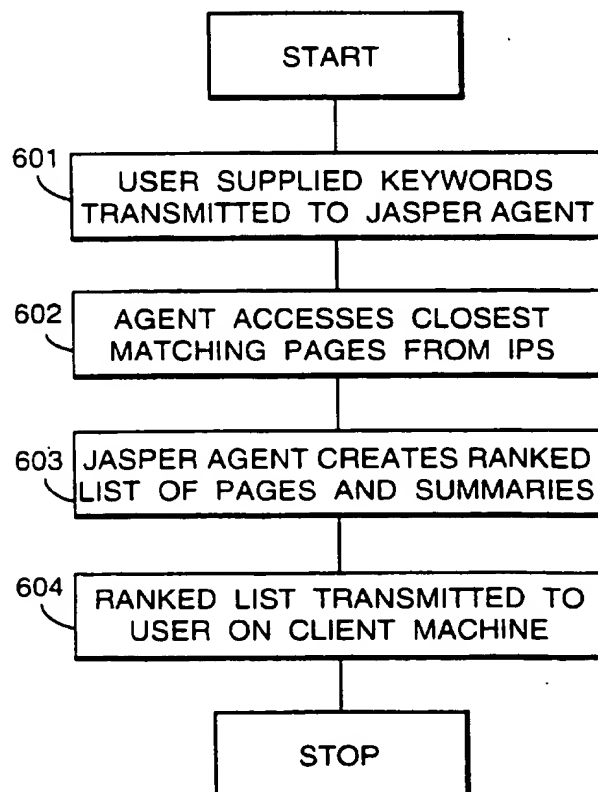 START
601
USER SUPPLIED KEYWORDS
TRANSMITTED TO JASPER AGENT
602
AGENT ACCESSES CLOSEST
MATCHING PAGES FROM IPS
603
JASPER AGENT CREATES RANKED
LIST OF PAGES AND SUMMARIES
604
RANKED LIST TRANSMITTED TO
USER ON CLIENT MACHINE
STOP